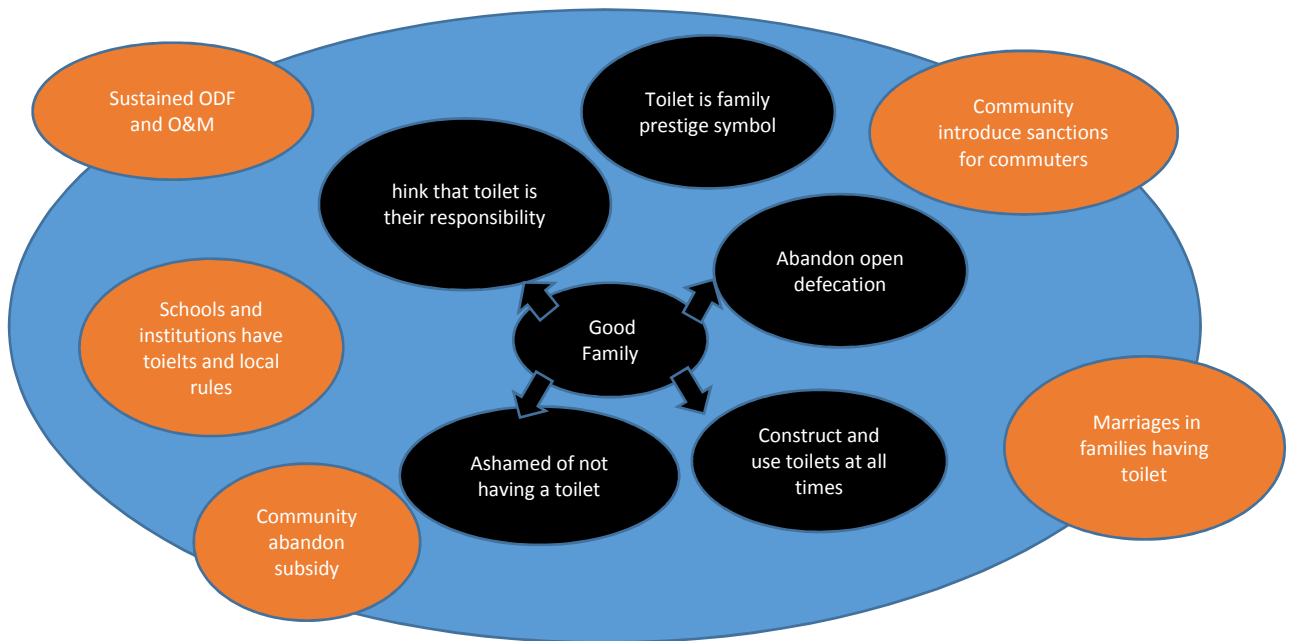 Sustained ODF
and O&M
Toilet is family
prestige symbol
Community
introduce sanctions
for commuters
hink that toilet is
their responsibility
Abandon open
defecation
Schools and
institutions have
toielts and local
rules
Good
Family
Marriages in
families having
toilet
Construct and
use toilets at all
times
Ashamed of not
having a toilet
Community
abandon
subsidy